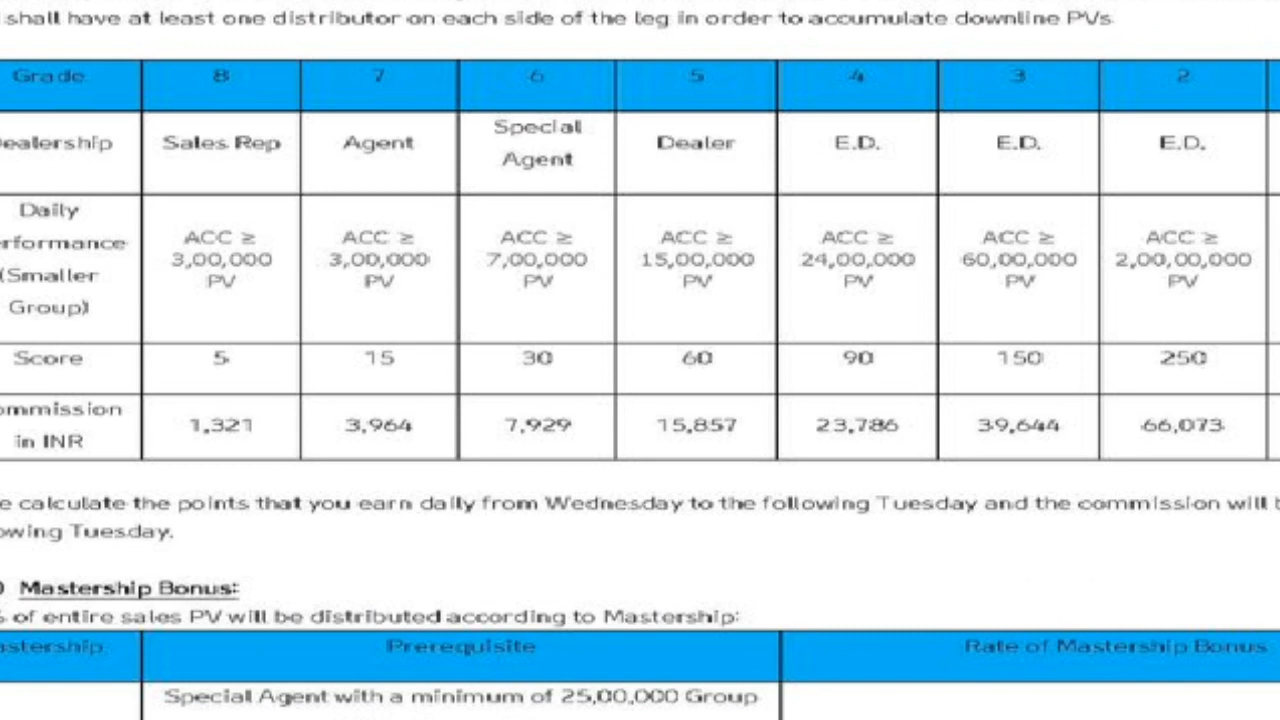 shall have at least one distributor on each side of the leg in order to accumulate downline PVs
Grade 8 7 6 5 4 3 2
ealership Sales Rep Agent Special Agent Dealer E.D. E.D. E.D.
Daily
rformance
(Smaller
Group)
ACC ≥ 3,00,000 PV
ACC ≥ 3,00,000 PV
ACC ≥ 7,00,000 PV
ACC ≥ 15,00,000 PV
ACC ≥ 24,00,000 PV
ACC ≥ 60,00,000 PV
ACC ≥ 2,00,00,000 PV
Score 5 15 30 60 90 150 250
ommission
in INR
1,321 3,964 7,929 15,857 23,786 39,644 66,073
e calculate the points that you earn daily from Wednesday to the following Tuesday and the commission will
owing Tuesday.
) Mastership Bonus:
% of entire sales PV will be distributed according to Mastership:
astership Prerequisite Rate of Mastership Bonus
Special Agent with a minimum of 25,00,000 Group